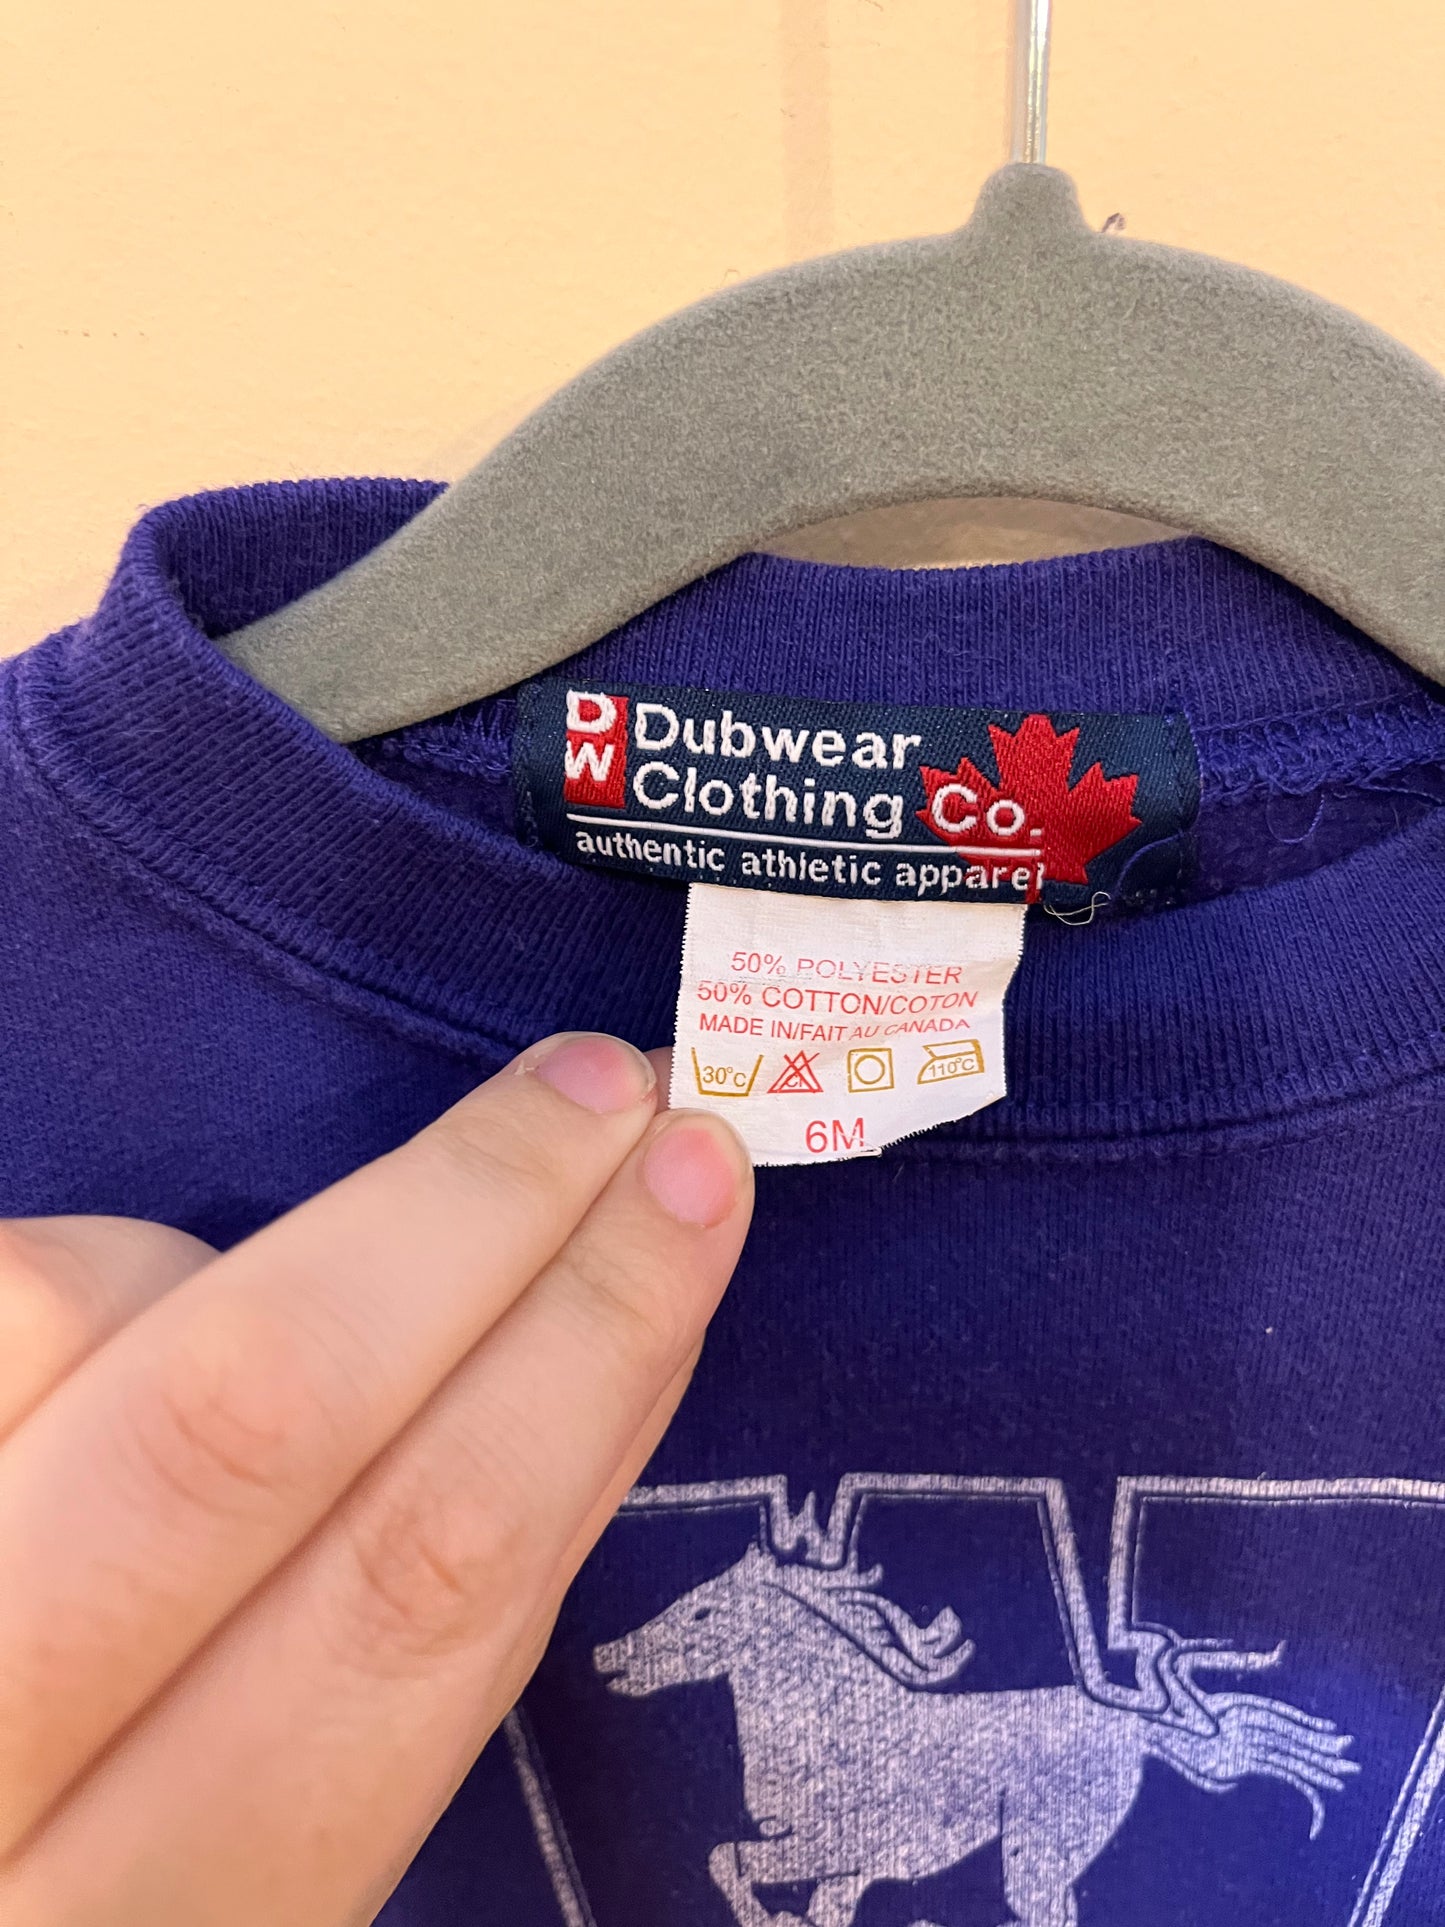 DW
Dubwear
Clothing Co.
authentic athletic apparel
50% POLYESTER
50% COTTON/COTON
MADE IN/FAIT AU CANADA
30°C Cl 110°C
6M